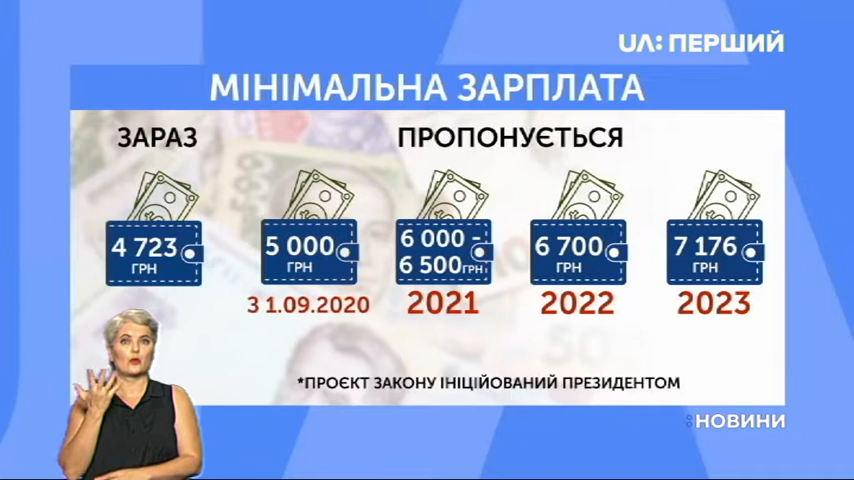 UA: ПЕРШИЙ
МІНІМАЛЬНА ЗАРПЛАТА
ЗАРАЗ
ПРОПОНУЄТЬСЯ
4 723
ГРН
5 000
ГРН
6 000 -
6 500 ГРН
6 700
ГРН
7 176
ГРН
З 1.09.2020
2021
2022
2023
*ПРОЄКТ ЗАКОНУ ІНІЦІЙОВАНИЙ ПРЕЗИДЕНТОМ
НОВИНИ